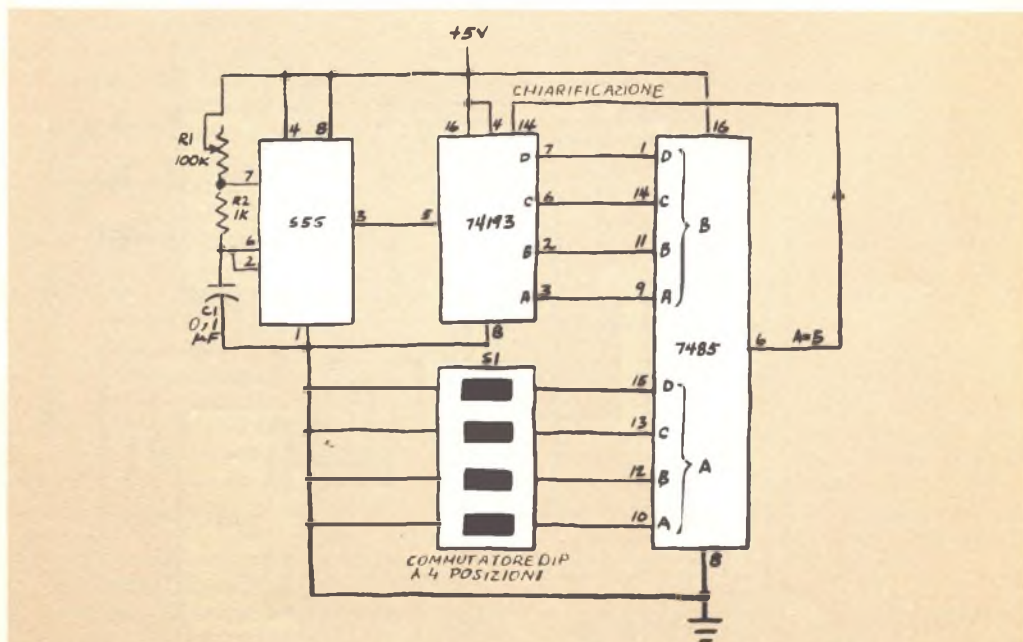 +5V
CHIARIFICAZIONE
4 8
16 4 14
16
R1
100K
7
R2
1K
6
2
555
3
5
74193
D 7
C 6
B 2
A 3
1 D
14 C
11 B
9 A
B
C1
0,1
µF
1
8
S1
7485
6
A=B
15 D
13 C
12 B
10 A
A
COMMUTATORE DIP
A 4 POSIZIONI
8